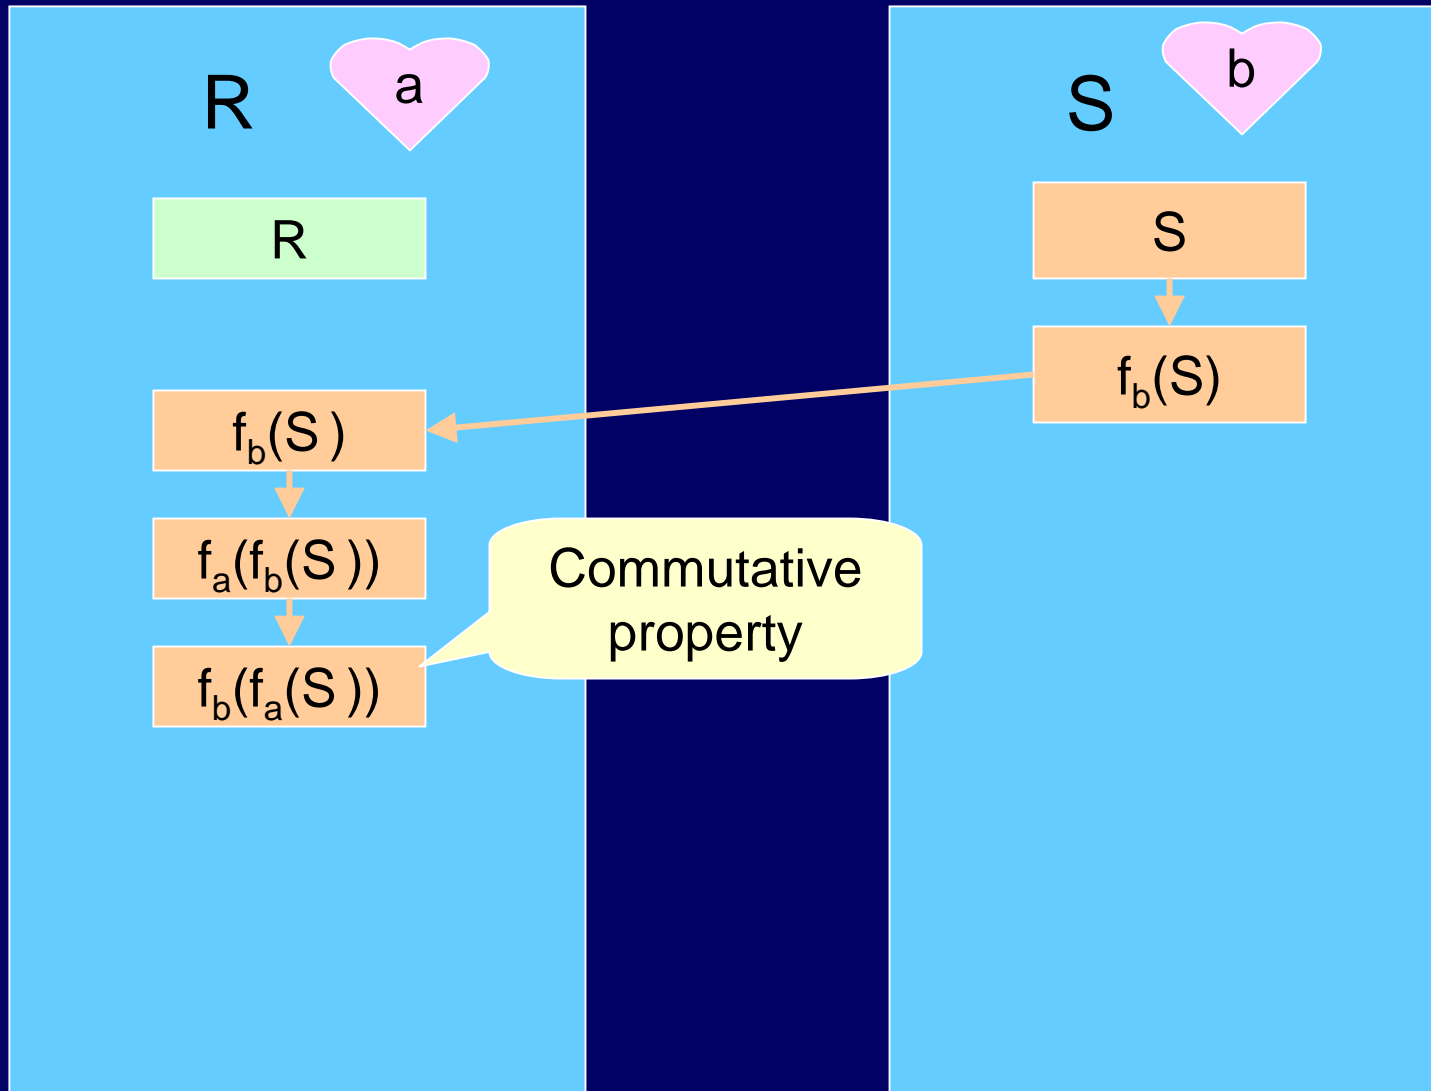 R
a
R
f_b(S )
f_a(f_b(S ))
f_b(f_a(S ))
Commutative
property
S
b
S
f_b(S)